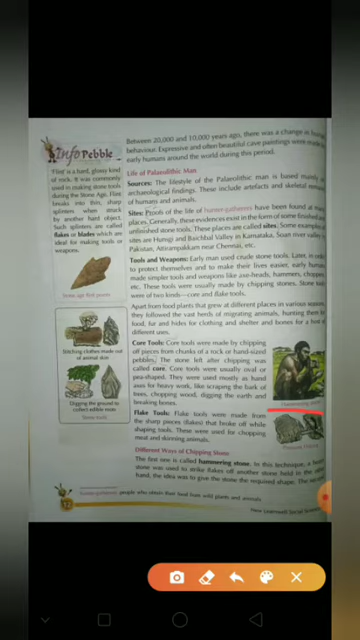 Between 20,000 and 10,000 years ago, there was a change in
behaviour. Expressive and often beautiful cave paintings were made
early humans around the world during this period.
Info Pebble
'Flint' is a hard, glassy kind
of rock. It was commonly
used in making stone tools
during the Stone Age. Flint
breaks into thin, sharp
splinters when struck
by another hard object.
Such splinters are called
flakes or blades which are
ideal for making tools or
weapons.
Stone age flint point
Stitching clothes made out
of animal skin
Digging the ground to
collect edible roots
Stone tools
Life of Palaeolithic Man
Sources: The lifestyle of the Palaeolithic man is based mainly
archaeological findings. These include artefacts and skeletal remains
of humans and animals.
Sites: Proofs of the life of hunter-gatherers have been found at many
places. Generally, these evidences exist in the form of some finished and
unfinished stone tools. These places are called sites. Some examples
sites are Hunsgi and Baichbal Valley in Karnataka, Soan river valley in
Pakistan, Attirampakkam near Chennai, etc.
Tools and Weapons: Early man used crude stone tools. Later, in
to protect themselves and to make their lives easier, early humans
made simpler tools and weapons like axe-heads, hammers, choppers,
etc. These tools were usually made by chipping stones. Stone tools
were of two kinds—core and flake tools.
Apart from food plants that grew at different places in various seasons,
they followed the vast herds of migrating animals, hunting them for
food, fur and hides for clothing and shelter and bones for a host of
different uses.
Core Tools: Core tools were made by chipping
off pieces from chunks of a rock or hand-sized
pebbles. The stone left after chipping was
called core. Core tools were usually oval or
pea-shaped. They were used mostly as hand
axes for heavy work, like scraping the bark of
trees, chopping wood, digging the earth and
breaking bones.
Hammering stone
Flake Tools: Flake tools were made from
the sharp pieces (flakes) that broke off while
shaping tools. These were used for chopping
meat and skinning animals.
Pressure flaking
Different Ways of Chipping Stone
The first one is called hammering stone. In this technique, a
stone was used to strike flakes off another stone held in the other
hand, the idea was to give the stone the required shape. The
hunter-gatherers: people who obtain their food from wild plants and animals
12
New Learnwell Social